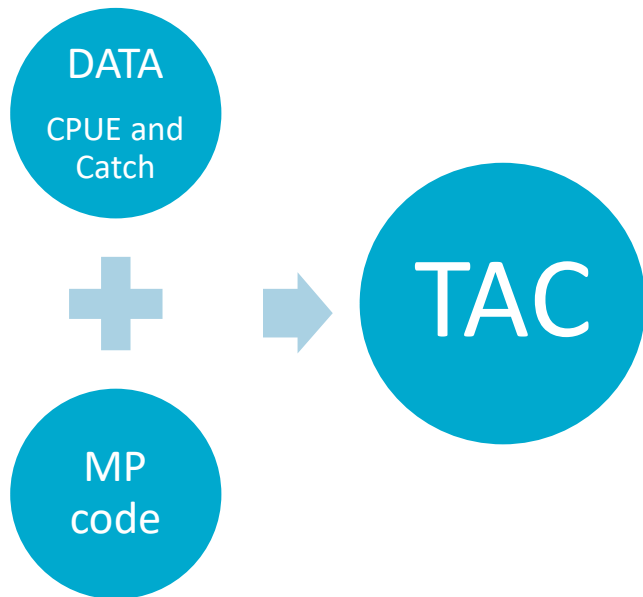 DATA
CPUE and
Catch
MP
code
TAC